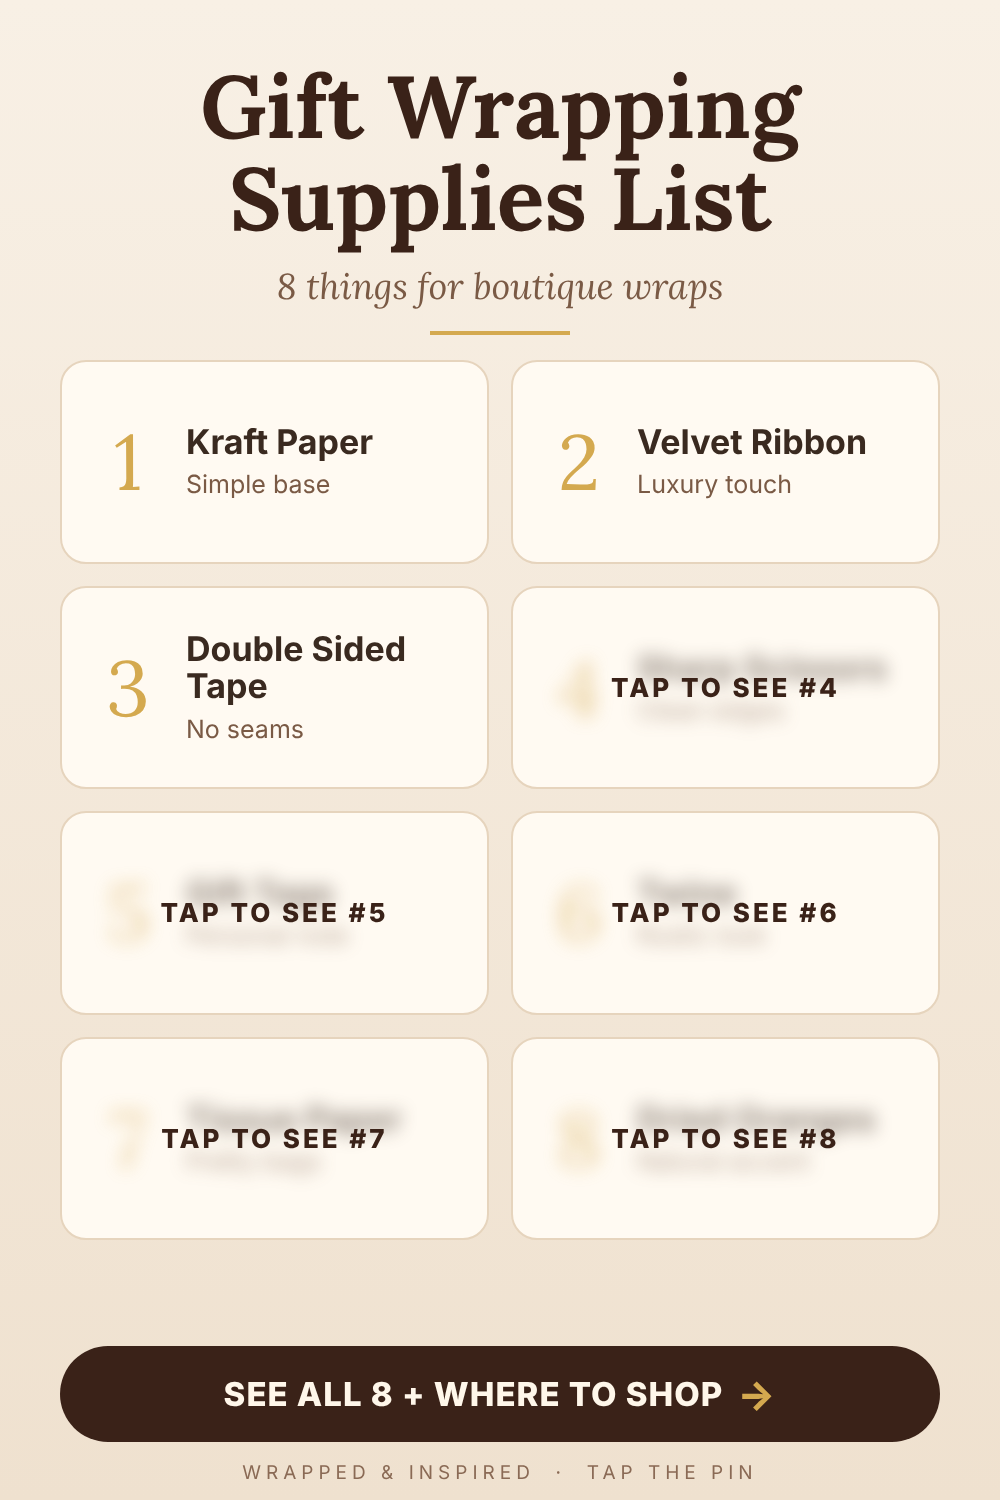 Gift Wrapping
Supplies List
8 things for boutique wraps
1
Kraft Paper
Simple base
2
Velvet Ribbon
Luxury touch
3
Double Sided
Tape
No seams
TAP TO SEE #4
TAP TO SEE #5
TAP TO SEE #6
TAP TO SEE #7
TAP TO SEE #8
SEE ALL 8 + WHERE TO SHOP →
WRAPPED & INSPIRED · TAP THE PIN